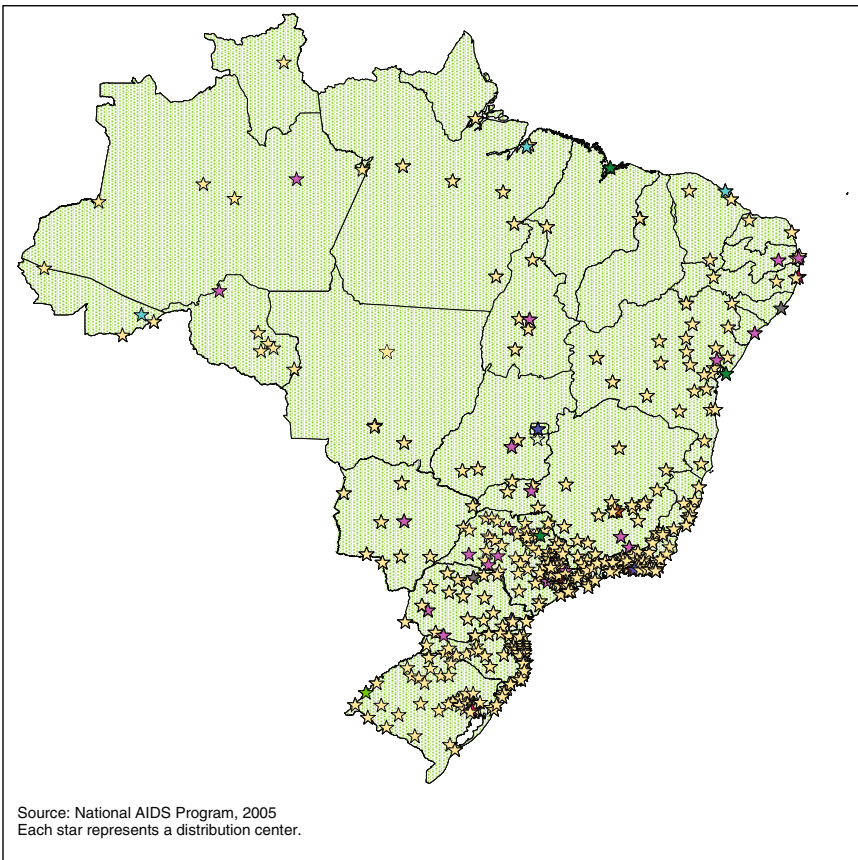 Source: National AIDS Program, 2005
Each star represents a distribution center.